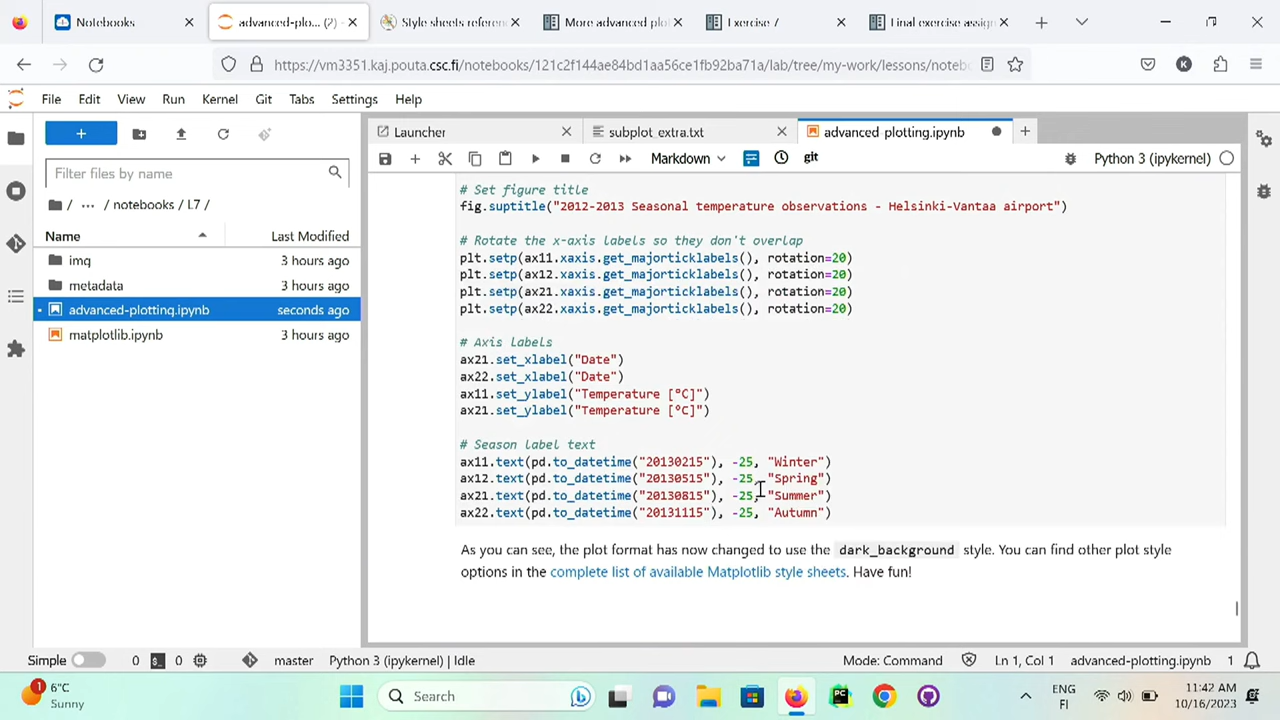 Notebooks
advanced-plo... (2) -
Style sheets referen
More advanced plo
Exercise 7
Final exercise assign
https://vm3351.kaj.pouta.csc.fi/notebooks/121c2f144ae84bd1aa56ce1fb92ba71a/lab/tree/my-work/lessons/noteb
K
File Edit View Run Kernel Git Tabs Settings Help
Launcher
subplot_extra.txt
advanced-plotting.ipynb
Markdown
git
Python 3 (ipykernel)
Filter files by name
/ ... / notebooks / L7 /
Name Last Modified
img 3 hours ago
metadata 3 hours ago
advanced-plotting.ipynb seconds ago
matplotlib.ipynb 3 hours ago
# Set figure title
fig.suptitle("2012-2013 Seasonal temperature observations - Helsinki-Vantaa airport")
# Rotate the x-axis labels so they don't overlap
plt.setp(ax11.xaxis.get_majorticklabels(), rotation=20)
plt.setp(ax12.xaxis.get_majorticklabels(), rotation=20)
plt.setp(ax21.xaxis.get_majorticklabels(), rotation=20)
plt.setp(ax22.xaxis.get_majorticklabels(), rotation=20)
# Axis labels
ax21.set_xlabel("Date")
ax22.set_xlabel("Date")
ax11.set_ylabel("Temperature [°C]")
ax21.set_ylabel("Temperature [°C]")
# Season label text
ax11.text(pd.to_datetime("20130215"), -25, "Winter")
ax12.text(pd.to_datetime("20130515"), -25, "Spring")
ax21.text(pd.to_datetime("20130815"), -25, "Summer")
ax22.text(pd.to_datetime("20131115"), -25, "Autumn")
As you can see, the plot format has now changed to use the dark_background style. You can find other plot style
options in the complete list of available Matplotlib style sheets. Have fun!
Simple 0 0 master Python 3 (ipykernel) | Idle Mode: Command Ln 1, Col 1 advanced-plotting.ipynb 1
1
6°C
Sunny
Search
PC
ENG
FI
11:42 AM
10/16/2023